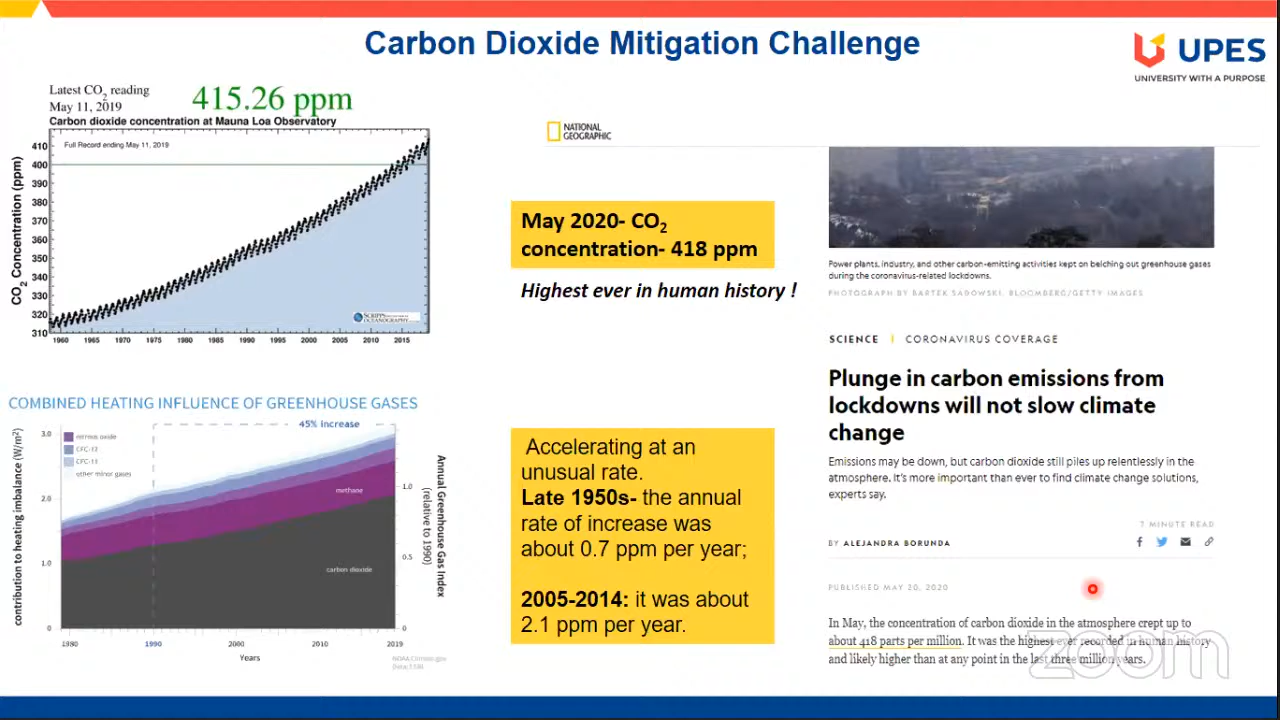 Carbon Dioxide Mitigation Challenge
UPES
UNIVERSITY WITH A PURPOSE
Latest CO2 reading
May 11, 2019
415.26 ppm
Carbon dioxide concentration at Mauna Loa Observatory
Full Record ending May 11, 2019
CO2 Concentration (ppm)
410
400
390
380
370
360
350
340
330
320
310
1960 1965 1970 1975 1980 1985 1990 1995 2000 2005 2010 2015
SCRIPPS
OCEANOGRAPHY
NATIONAL
GEOGRAPHIC
May 2020- CO2
concentration- 418 ppm
Highest ever in human history !
Power plants, industry, and other carbon-emitting activities kept on belching out greenhouse gases
during the coronavirus-related lockdowns.
PHOTOGRAPH BY BARTEK SADOWSKI, BLOOMBERG/GETTY IMAGES
SCIENCE | CORONAVIRUS COVERAGE
Plunge in carbon emissions from
lockdowns will not slow climate
change
Emissions may be down, but carbon dioxide still piles up relentlessly in the
atmosphere. It's more important than ever to find climate change solutions,
experts say.
7 MINUTE READ
BY ALEJANDRA BORUNDA
PUBLISHED MAY 20, 2020
In May, the concentration of carbon dioxide in the atmosphere crept up to
about 418 parts per million. It was the highest ever recorded in human history
and likely higher than at any point in the last three million years.
zoom
COMBINED HEATING INFLUENCE OF GREENHOUSE GASES
45% increase
nitrous oxide
CFC-12
CFC-11
other minor gases
methane
carbon dioxide
contribution to heating imbalance (W/m²)
3.0
2.0
1.0
0
Annual Greenhouse Gas Index
(relative to 1990)
1.0
0.5
0
1980 1990 2000 2010 2019
Years
NOAA Climate.gov
Data: ESRL
Accelerating at an
unusual rate.
Late 1950s- the annual
rate of increase was
about 0.7 ppm per year;
2005-2014: it was about
2.1 ppm per year.